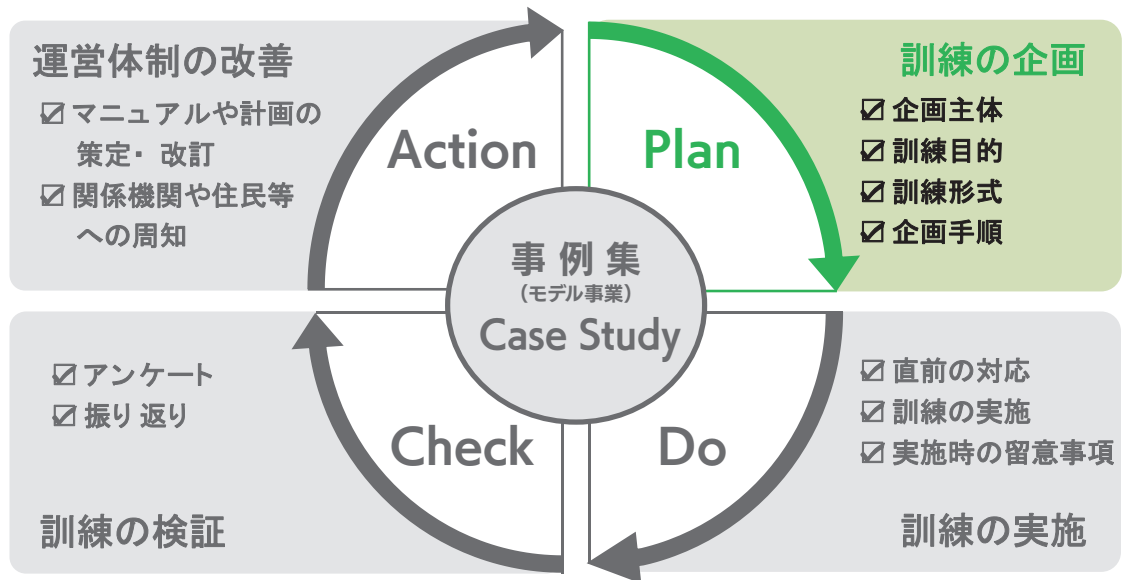 運営体制の改善
☑マニュアルや計画の
策定・改訂
☑関係機関や住民等
への周知
Action
Plan
訓練の企画
☑企画主体
☑訓練目的
☑訓練形式
☑企画手順
事例集
(モデル事業)
Case Study
☑アンケート
☑振り返り
Check
訓練の検証
Do
☑直前の対応
☑訓練の実施
☑実施時の留意事項
訓練の実施